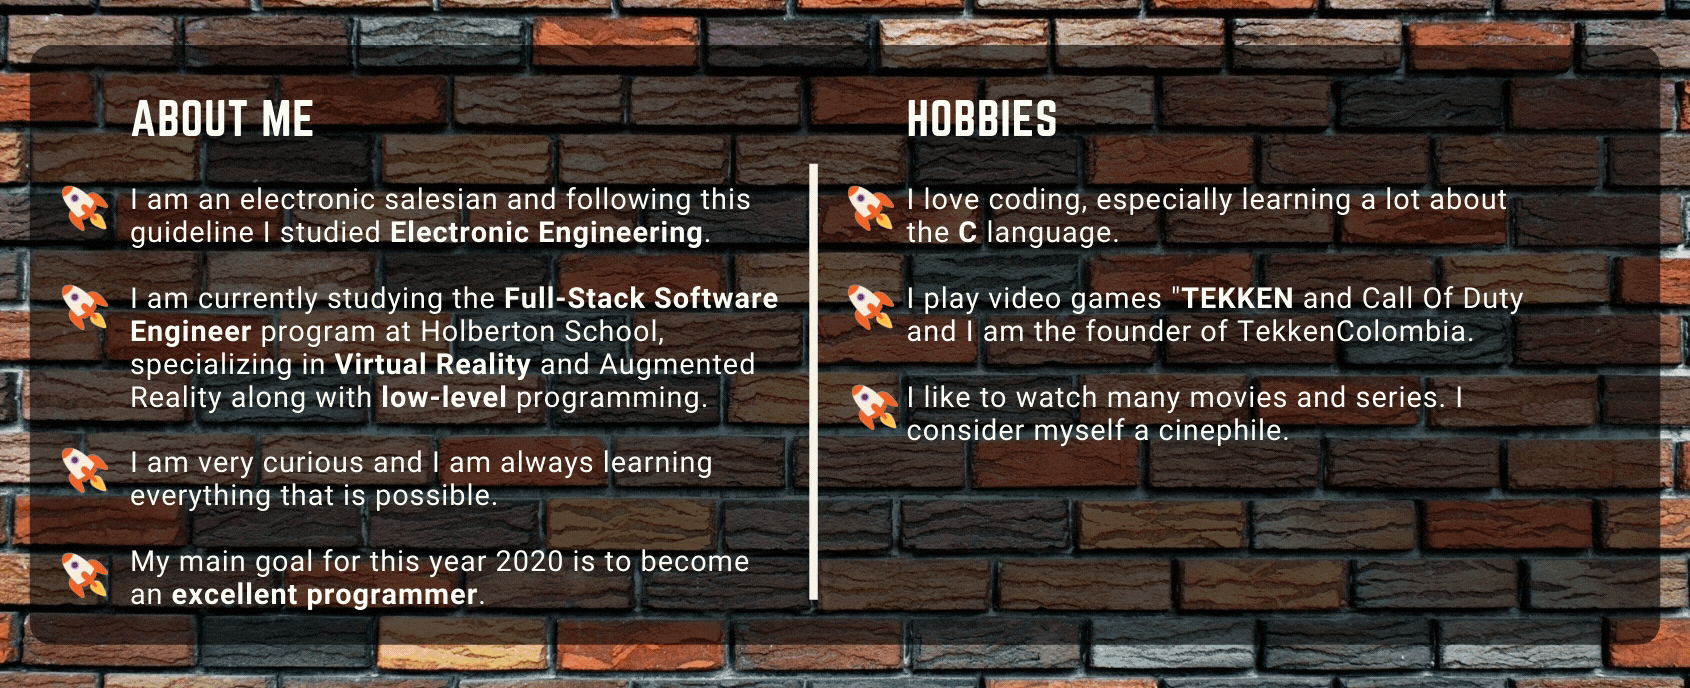 ABOUT ME
I am an electronic salesian and following this
guideline I studied Electronic Engineering.
I am currently studying the Full-Stack Software
Engineer program at Holberton School,
specializing in Virtual Reality and Augmented
Reality along with low-level programming.
I am very curious and I am always learning
everything that is possible.
My main goal for this year 2020 is to become
an excellent programmer.
HOBBIES
I love coding, especially learning a lot about
the C language.
I play video games "TEKKEN and Call Of Duty
and I am the founder of TekkenColombia.
I like to watch many movies and series. I
consider myself a cinephile.